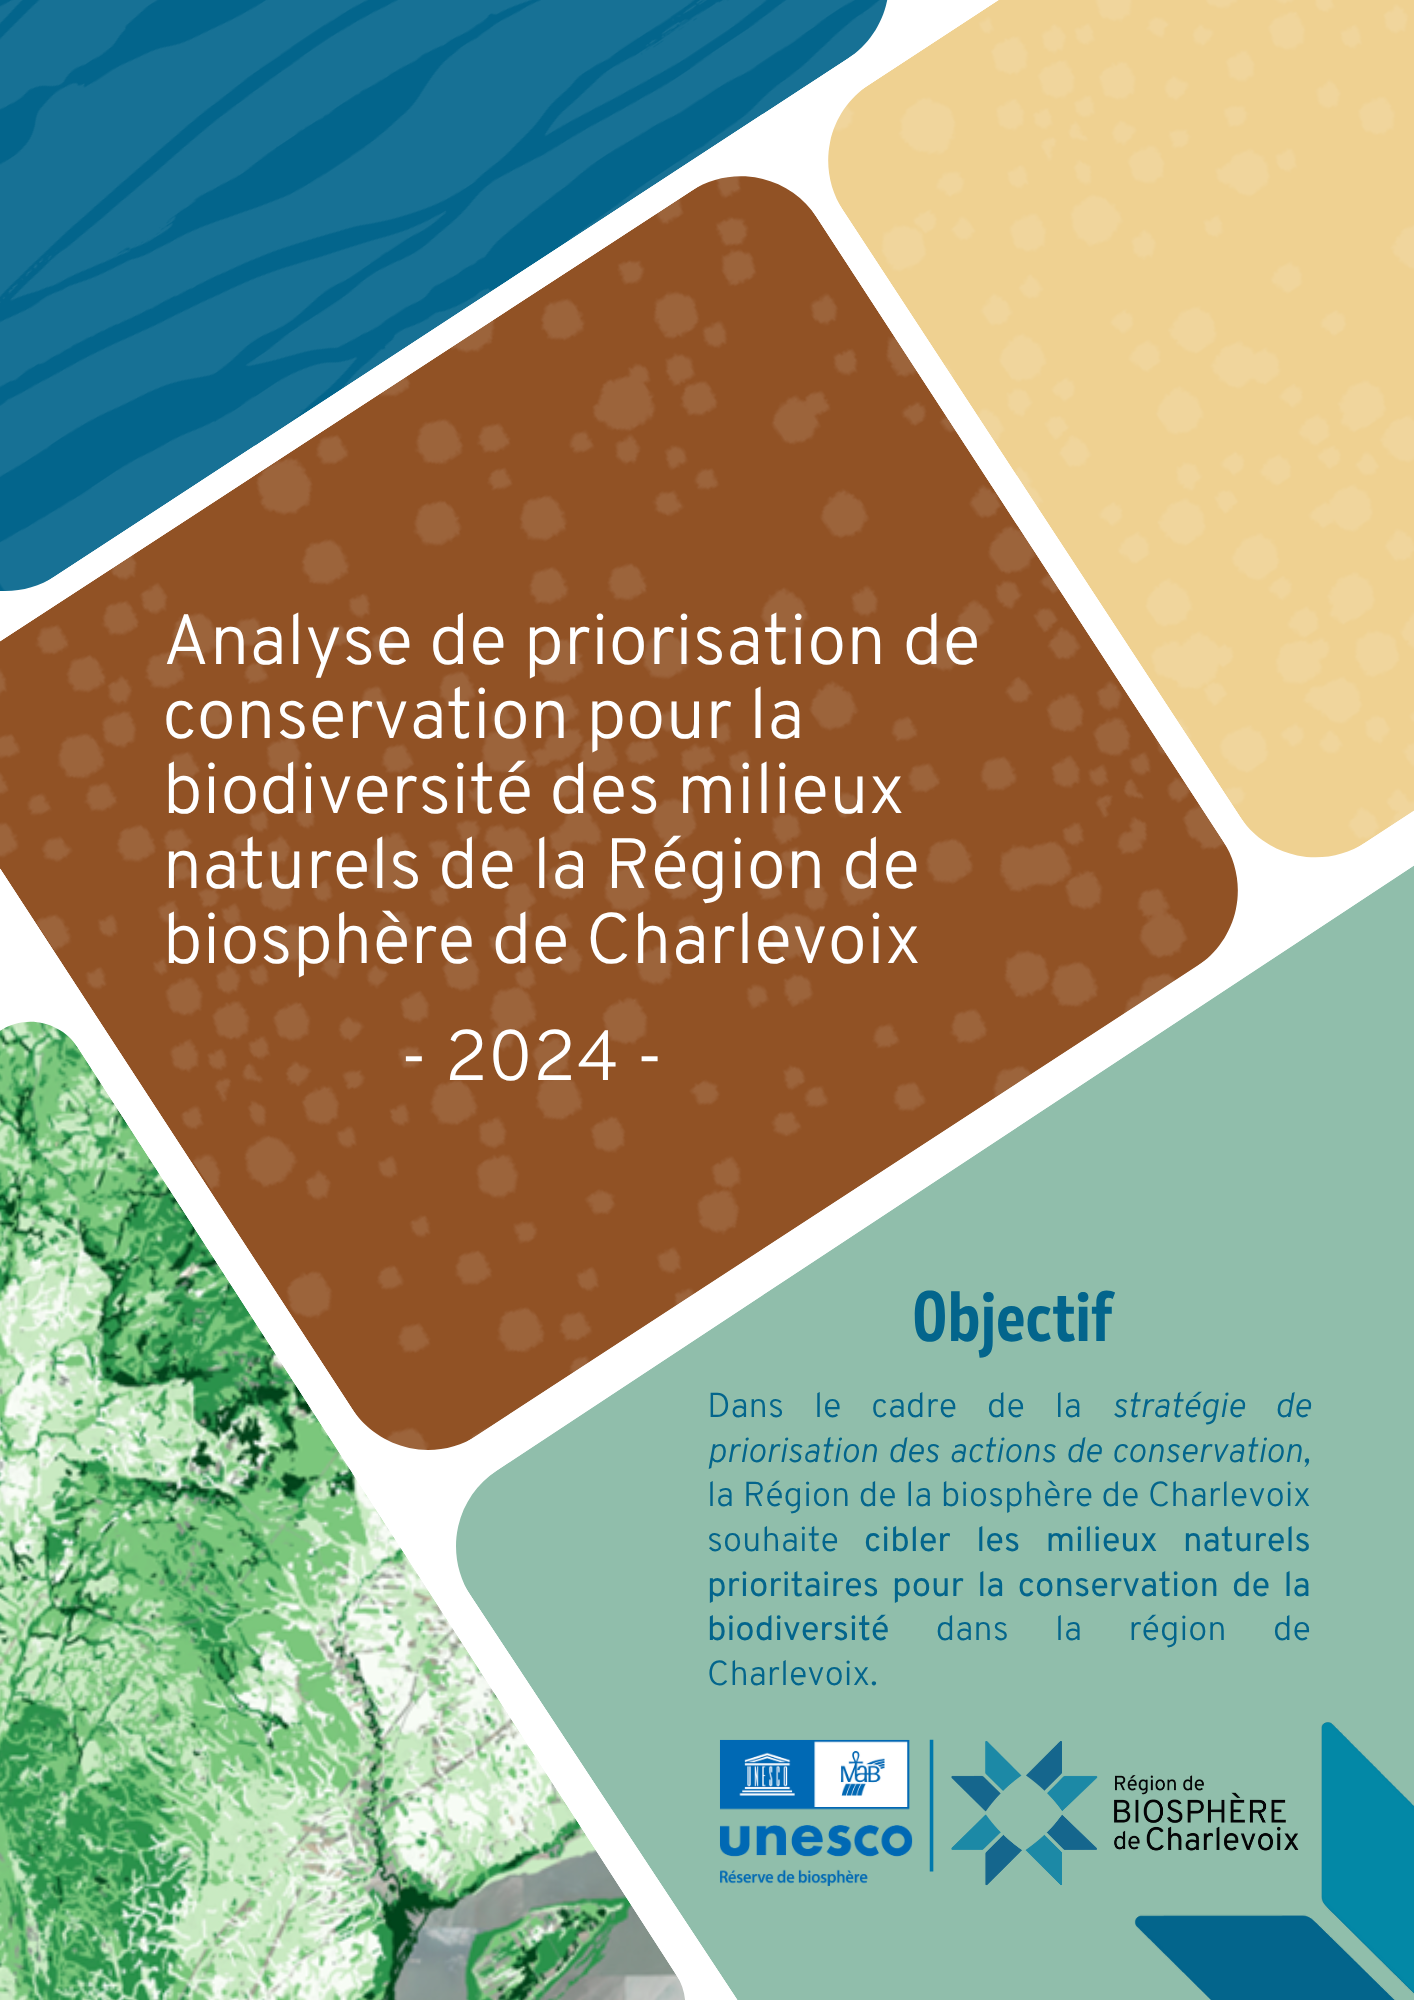 Analyse de priorisation de
conservation pour la
biodiversité des milieux
naturels de la Région de
biosphère de Charlevoix
- 2024 -
Objectif
Dans le cadre de la stratégie de
priorisation des actions de conservation,
la Région de la biosphère de Charlevoix
souhaite cibler les milieux naturels
prioritaires pour la conservation de la
biodiversité dans la région de
Charlevoix.
UNESCO
MaB
unesco
Réserve de biosphère
Région de
BIOSPHÈRE
de Charlevoix